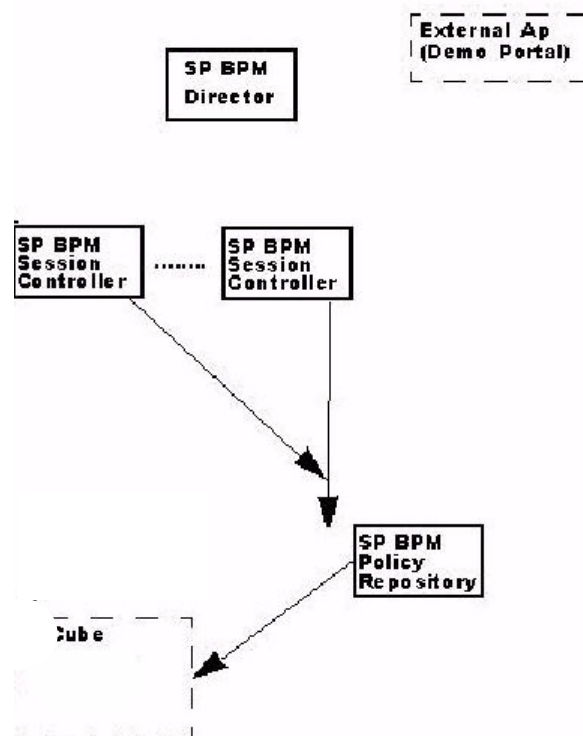 External Ap
(Demo Portal)
SP BPM
Director
SP BPM
Session
Controller
SP BPM
Session
Controller
SP BPM
Policy
Repository
Cube